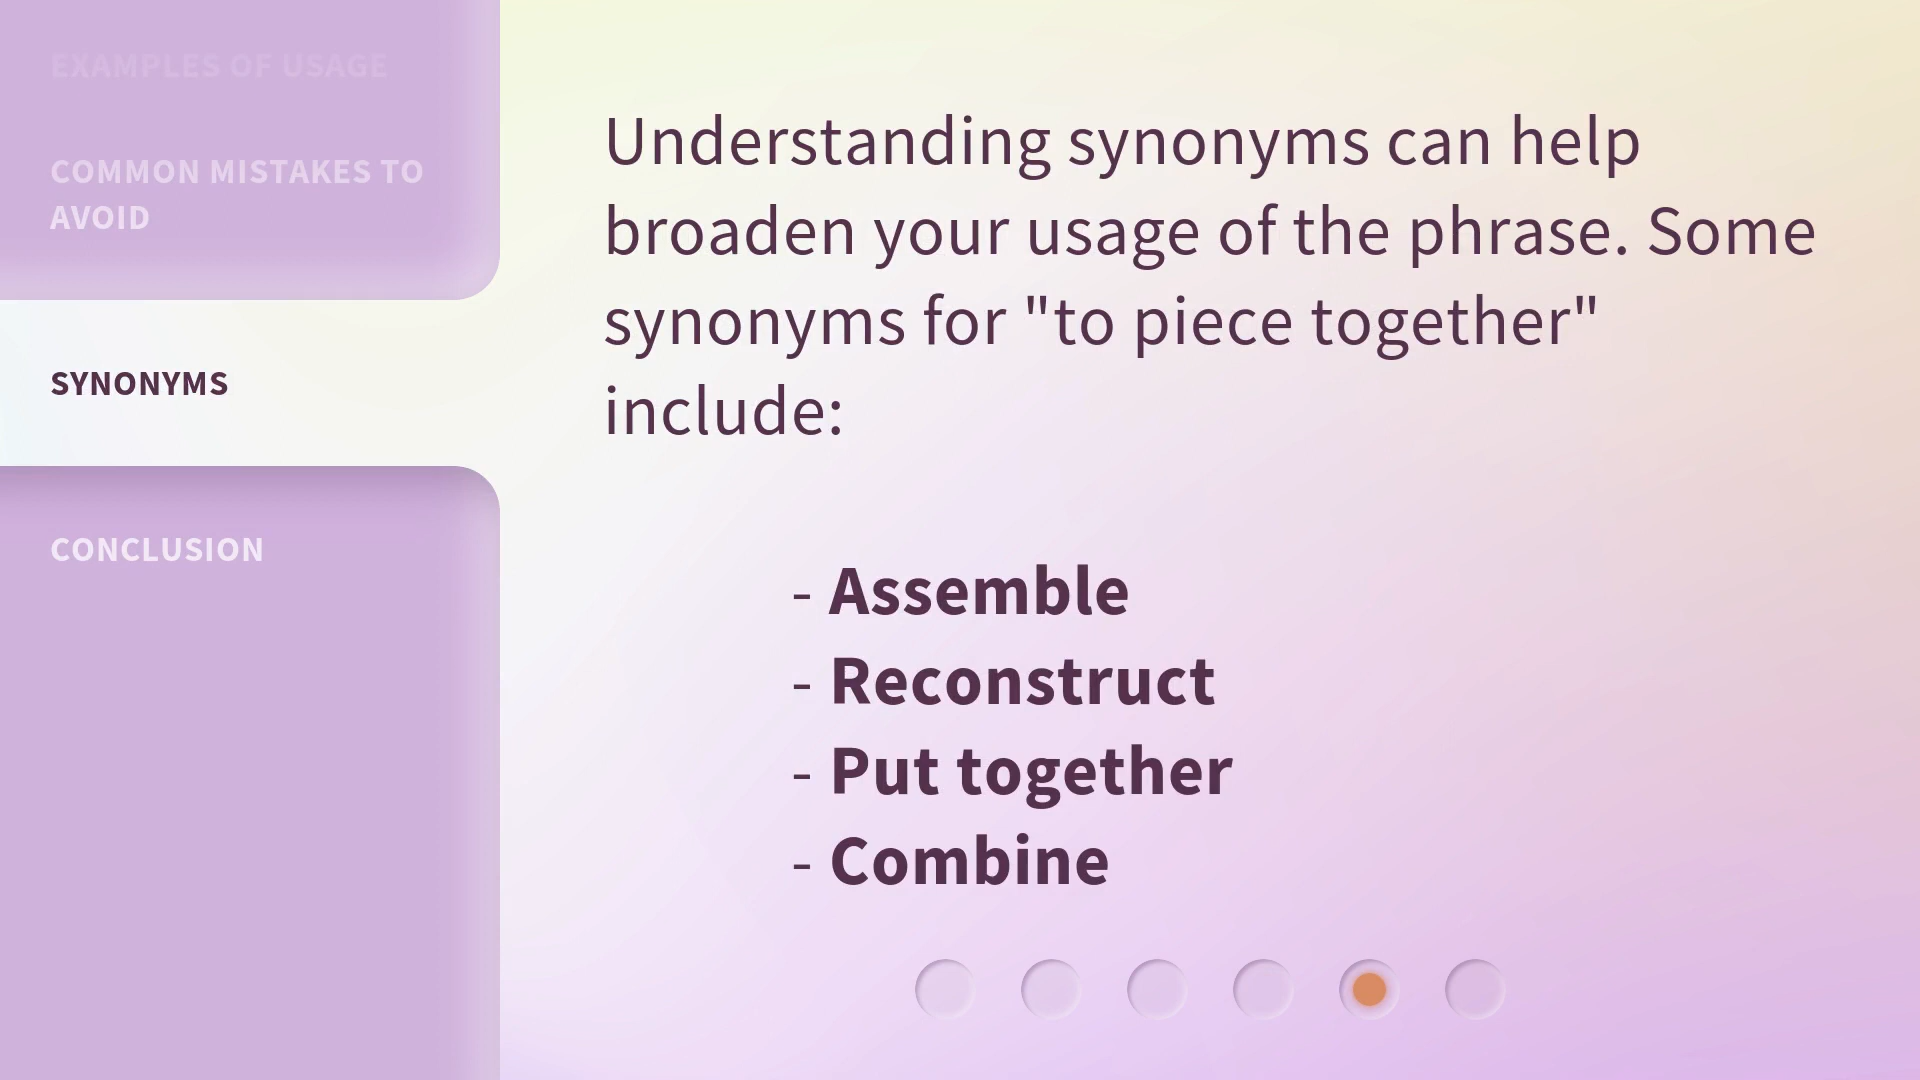 EXAMPLES OF USAGE
COMMON MISTAKES TO
AVOID
SYNONYMS
CONCLUSION
Understanding synonyms can help
broaden your usage of the phrase. Some
synonyms for "to piece together"
include:
- Assemble
- Reconstruct
- Put together
- Combine